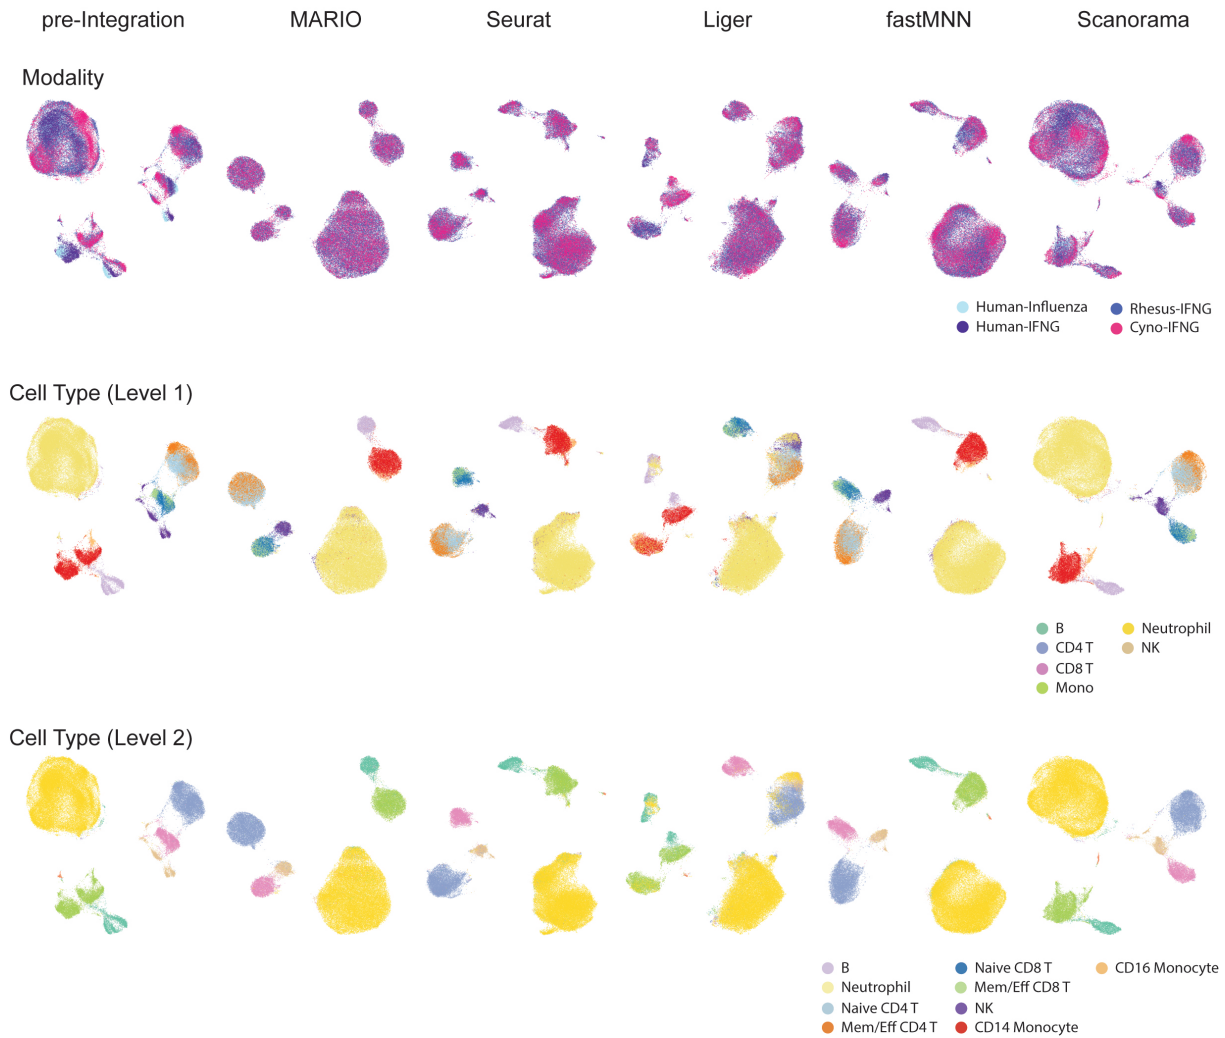 pre-Integration MARIO Seurat Liger fastMNN Scanorama
Modality
Human-Influenza Rhesus-IFNG
Human-IFNG Cyno-IFNG
Cell Type (Level 1)
B Neutrophil
CD4 T NK
CD8 T
Mono
Cell Type (Level 2)
B Naive CD8 T CD16 Monocyte
Neutrophil Mem/Eff CD8 T
Naive CD4 T NK
Mem/Eff CD4 T CD14 Monocyte